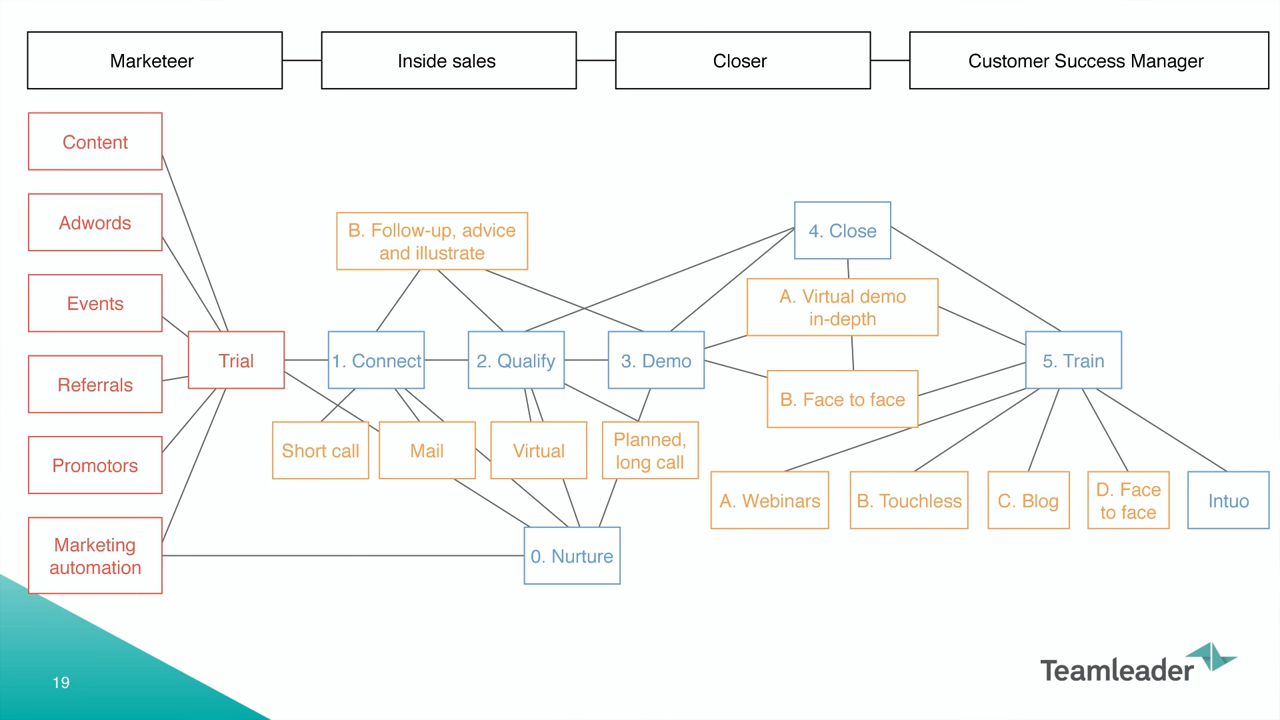 Marketeer
Inside sales
Closer
Customer Success Manager
Content
Adwords
Events
Referrals
Promotors
Marketing
automation
Trial
B. Follow-up, advice
and illustrate
1. Connect
2. Qualify
3. Demo
4. Close
A. Virtual demo
in-depth
B. Face to face
5. Train
Short call
Mail
Virtual
Planned,
long call
0. Nurture
A. Webinars
B. Touchless
C. Blog
D. Face
to face
Intuo
19
Teamleader